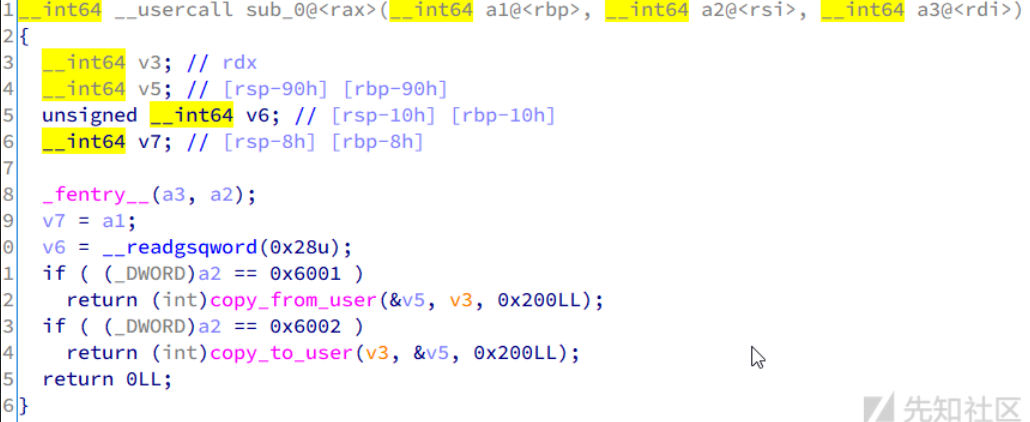 1 __int64 __usercall sub_0@<rax>(__int64 a1@<rbp>, __int64 a2@<rsi>, __int64 a3@<rdi>)
2 {
3   __int64 v3; // rdx
4   __int64 v5; // [rsp-90h] [rbp-90h]
5   unsigned __int64 v6; // [rsp-10h] [rbp-10h]
6   __int64 v7; // [rsp-8h] [rbp-8h]
7
8   _fentry__(a3, a2);
9   v7 = a1;
0   v6 = __readgsqword(0x28u);
1   if ( (_DWORD)a2 == 0x6001 )
2     return (int)copy_from_user(&v5, v3, 0x200LL);
3   if ( (_DWORD)a2 == 0x6002 )
4     return (int)copy_to_user(v3, &v5, 0x200LL);
5   return 0LL;
6 }
先知社区